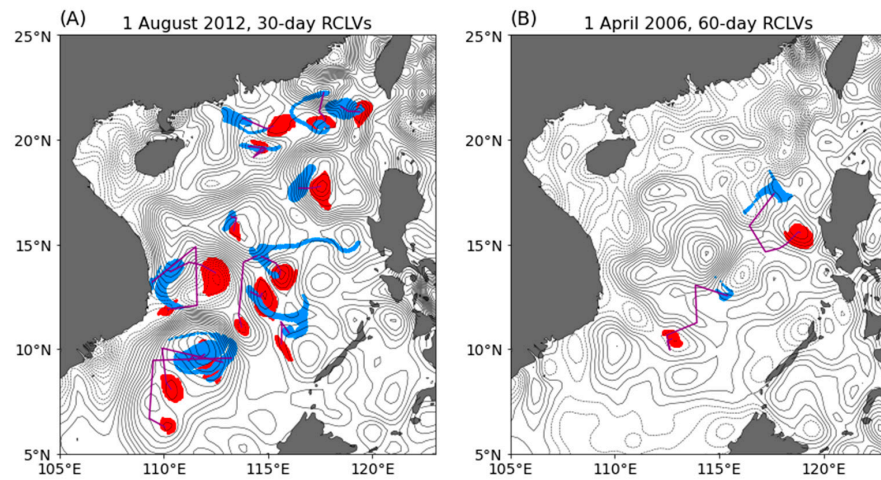 (A)
1 August 2012, 30-day RCLVs
25°N
20°N
15°N
10°N
5°N
105°E 110°E 115°E 120°E
(B)
1 April 2006, 60-day RCLVs
25°N
20°N
15°N
10°N
5°N
105°E 110°E 115°E 120°E